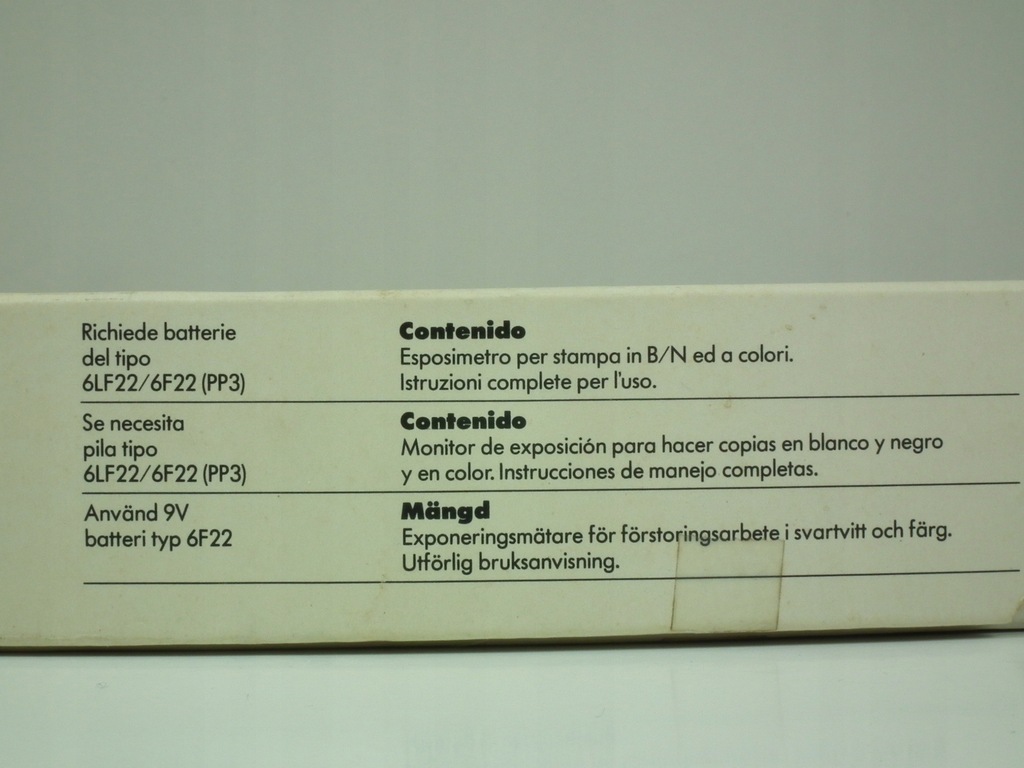 Richiede batterie
del tipo
6LF22/6F22 (PP3)
Contenido
Esposimetro per stampa in B/N ed a colori.
Istruzioni complete per l'uso.
Se necesita
pila tipo
6LF22/6F22 (PP3)
Contenido
Monitor de exposición para hacer copias en blanco y negro
y en color. Instrucciones de manejo completas.
Använd 9V
batteri typ 6F22
Mängd
Exponeringsmätare för förstoringsarbete i svartvitt och färg.
Utförlig bruksanvisning.